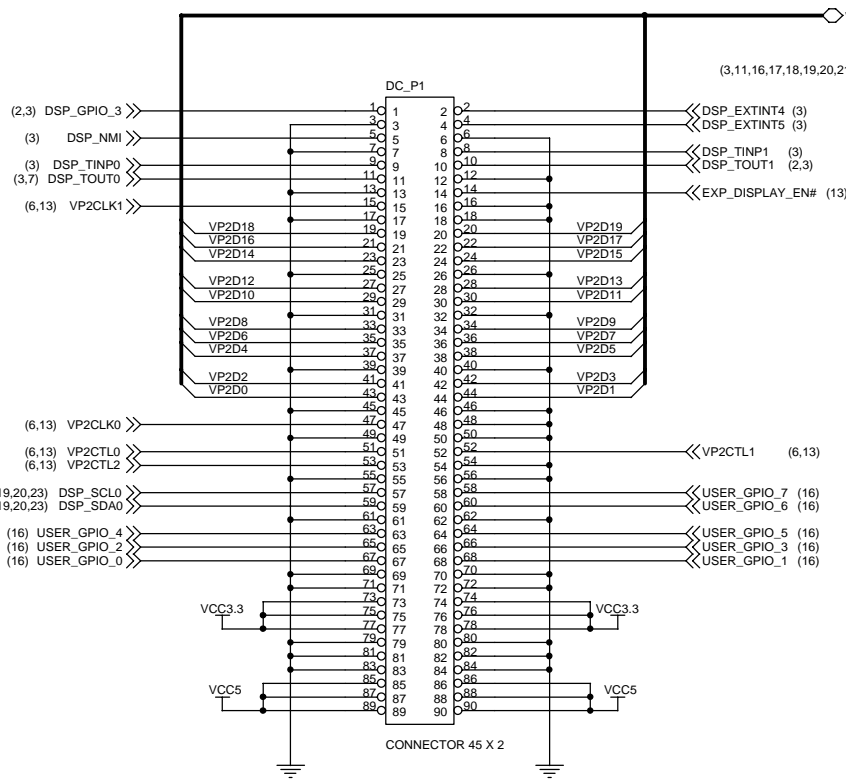 (3,11,16,17,18,19,20,21
DC_P1
(2,3) DSP_GPIO_3 1 1 2 2 DSP_EXTINT4 (3)
3 3 4 4 DSP_EXTINT5 (3)
(3) DSP_NMI 5 5 6 6
7 7 8 8 DSP_TINP1 (3)
(3) DSP_TINP0 9 9 10 10 DSP_TOUT1 (2,3)
(3,7) DSP_TOUT0 11 11 12 12
13 13 14 14 EXP_DISPLAY_EN# (13)
(6,13) VP2CLK1 15 15 16 16
17 17 18 18
VP2D18 19 19 20 20 VP2D19
VP2D16 21 21 22 22 VP2D17
VP2D14 23 23 24 24 VP2D15
25 25 26 26
VP2D12 27 27 28 28 VP2D13
VP2D10 29 29 30 30 VP2D11
31 31 32 32
VP2D8 33 33 34 34 VP2D9
VP2D6 35 35 36 36 VP2D7
VP2D4 37 37 38 38 VP2D5
39 39 40 40
VP2D2 41 41 42 42 VP2D3
VP2D0 43 43 44 44 VP2D1
45 45 46 46
(6,13) VP2CLK0 47 47 48 48
49 49 50 50
(6,13) VP2CTL0 51 51 52 52 VP2CTL1 (6,13)
(6,13) VP2CTL2 53 53 54 54
55 55 56 56
19,20,23) DSP_SCL0 57 57 58 58 USER_GPIO_7 (16)
19,20,23) DSP_SDA0 59 59 60 60 USER_GPIO_6 (16)
61 61 62 62
(16) USER_GPIO_4 63 63 64 64 USER_GPIO_5 (16)
(16) USER_GPIO_2 65 65 66 66 USER_GPIO_3 (16)
(16) USER_GPIO_0 67 67 68 68 USER_GPIO_1 (16)
69 69 70 70
71 71 72 72
73 73 74 74
VCC3.3 75 75 76 76 VCC3.3
77 77 78 78
79 79 80 80
81 81 82 82
83 83 84 84
85 85 86 86
VCC5 87 87 88 88 VCC5
89 89 90 90
CONNECTOR 45 X 2